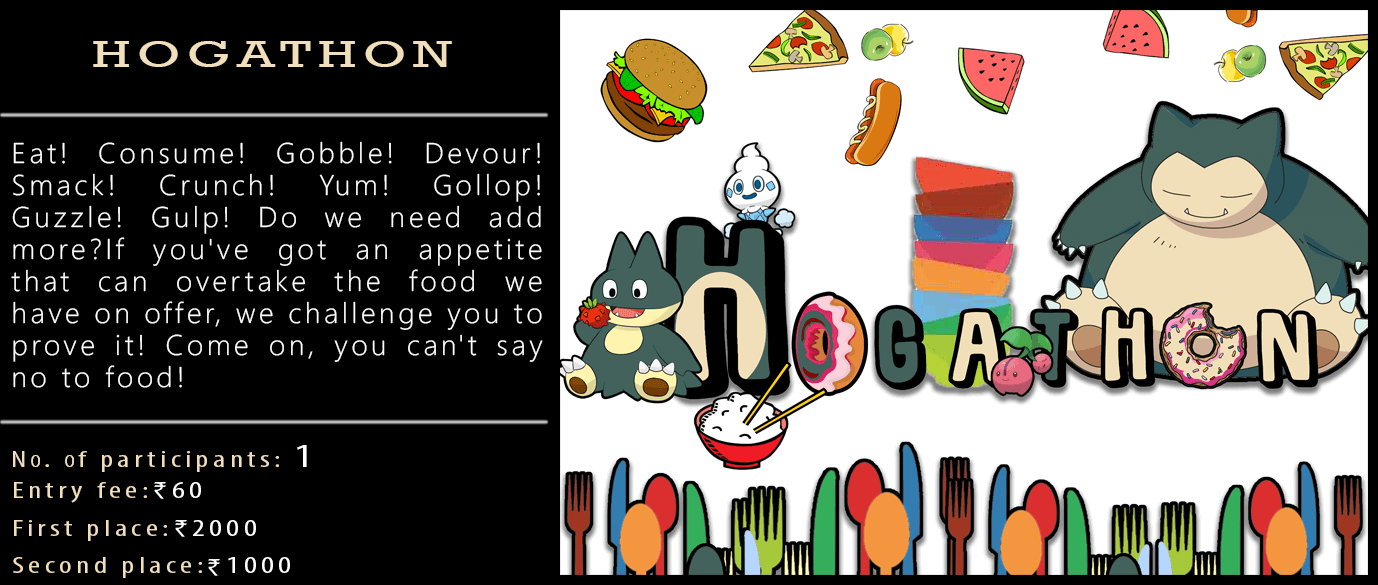 HOGATHON
Eat! Consume! Gobble! Devour!
Smack! Crunch! Yum! Gollop!
Guzzle! Gulp! Do we need add
more?If you've got an appetite
that can overtake the food we
have on offer, we challenge you to
prove it! Come on, you can't say
no to food!
No. of participants: 1
Entry fee:₹60
First place:₹2000
Second place:₹1000
HOGATHON